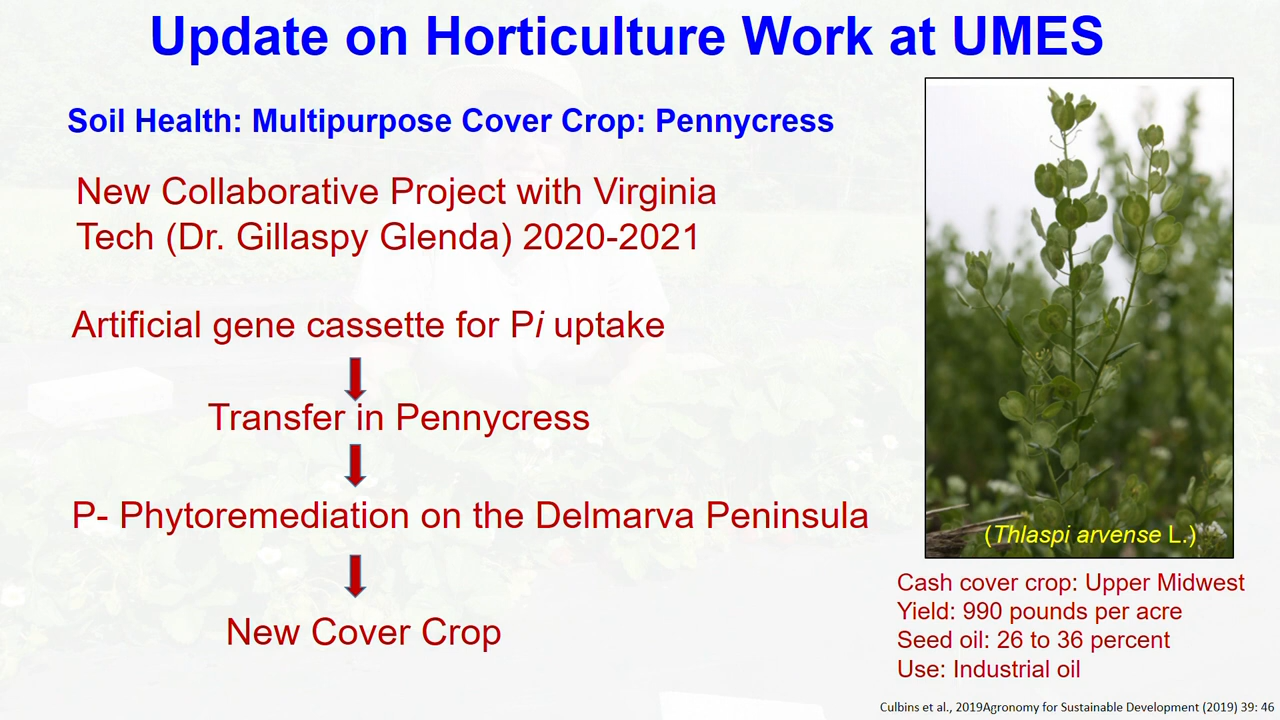 Update on Horticulture Work at UMES
Soil Health: Multipurpose Cover Crop: Pennycress
New Collaborative Project with Virginia
Tech (Dr. Gillaspy Glenda) 2020-2021
Artificial gene cassette for Pi uptake
Transfer in Pennycress
P- Phytoremediation on the Delmarva Peninsula
New Cover Crop
(Thlaspi arvense L.)
Cash cover crop: Upper Midwest
Yield: 990 pounds per acre
Seed oil: 26 to 36 percent
Use: Industrial oil
Culbins et al., 2019Agronomy for Sustainable Development (2019) 39: 46